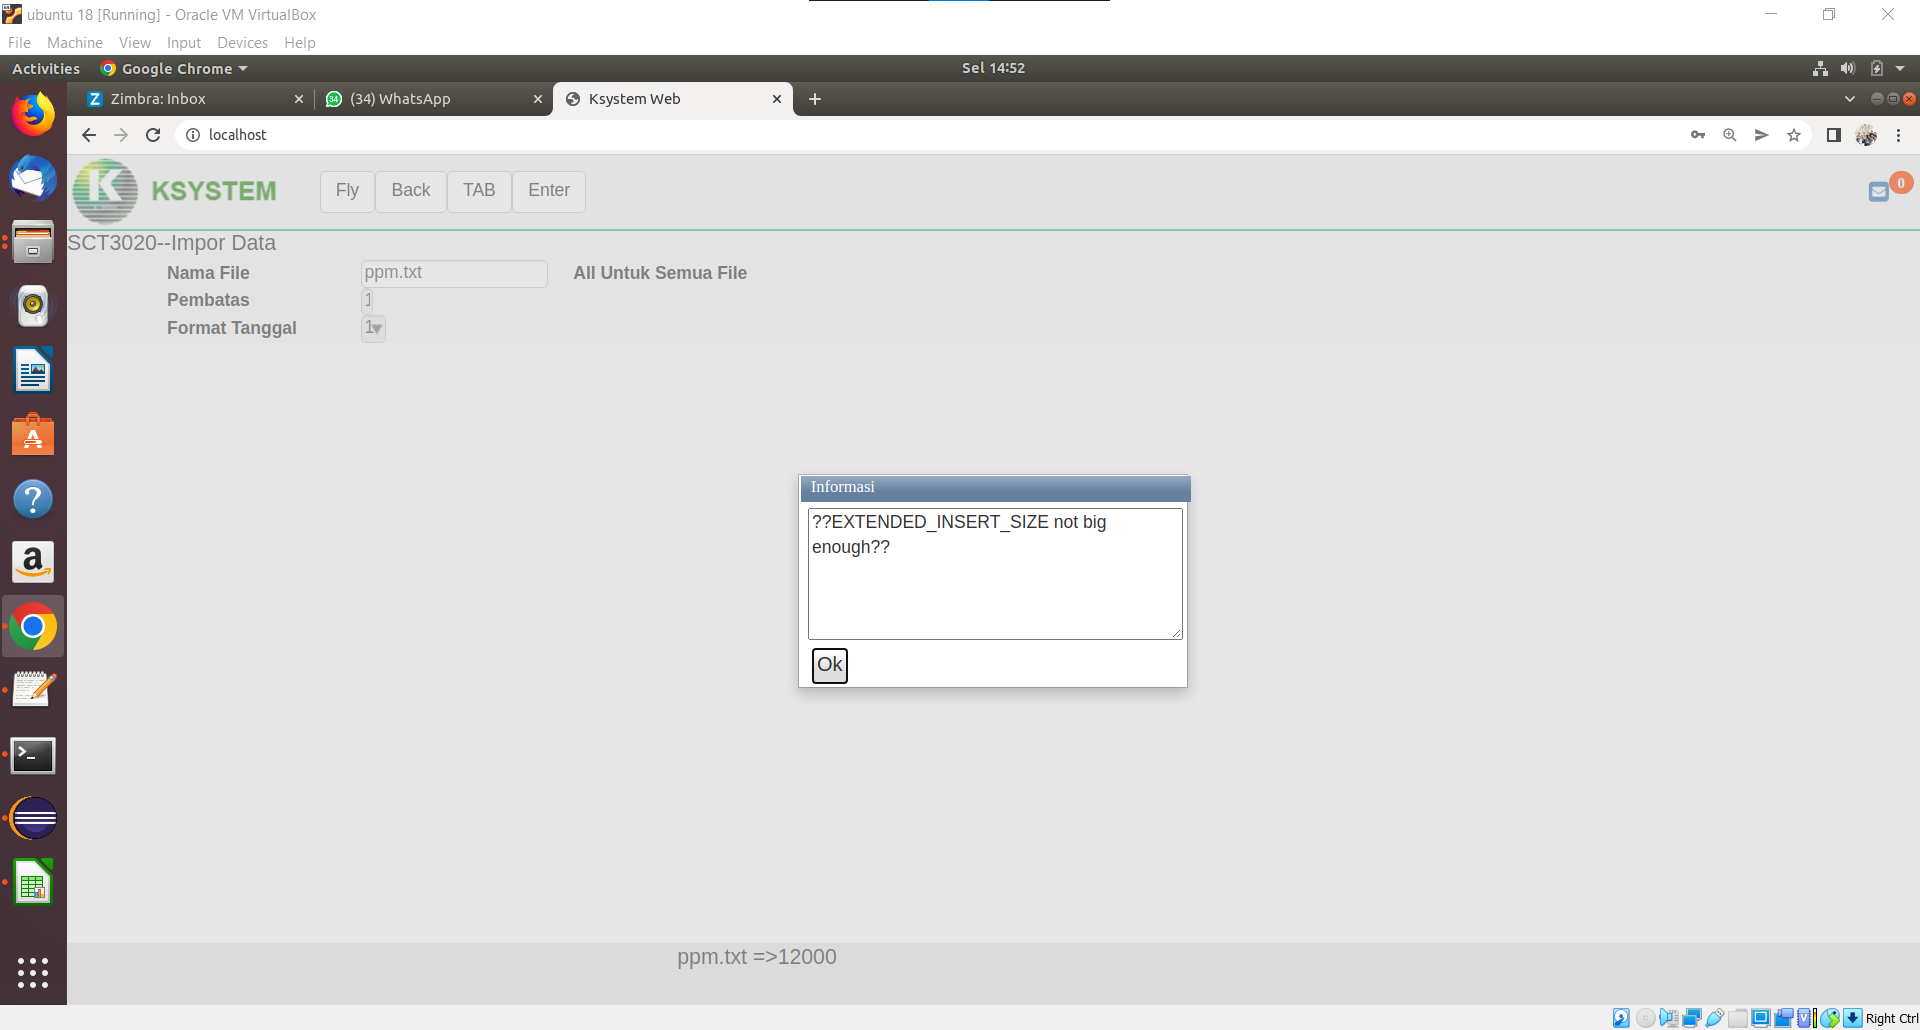 ubuntu 18 [Running] - Oracle VM VirtualBox
File Machine View Input Devices Help
Activities Google Chrome Sel 14:52
Zimbra: Inbox (34) WhatsApp Ksystem Web
localhost
KSYSTEM Fly Back TAB Enter 0
SCT3020--Impor Data
Nama File ppm.txt All Untuk Semua File
Pembatas 1
Format Tanggal 1
Informasi
??EXTENDED_INSERT_SIZE not big
enough??
Ok
ppm.txt =>12000
Right Ctrl